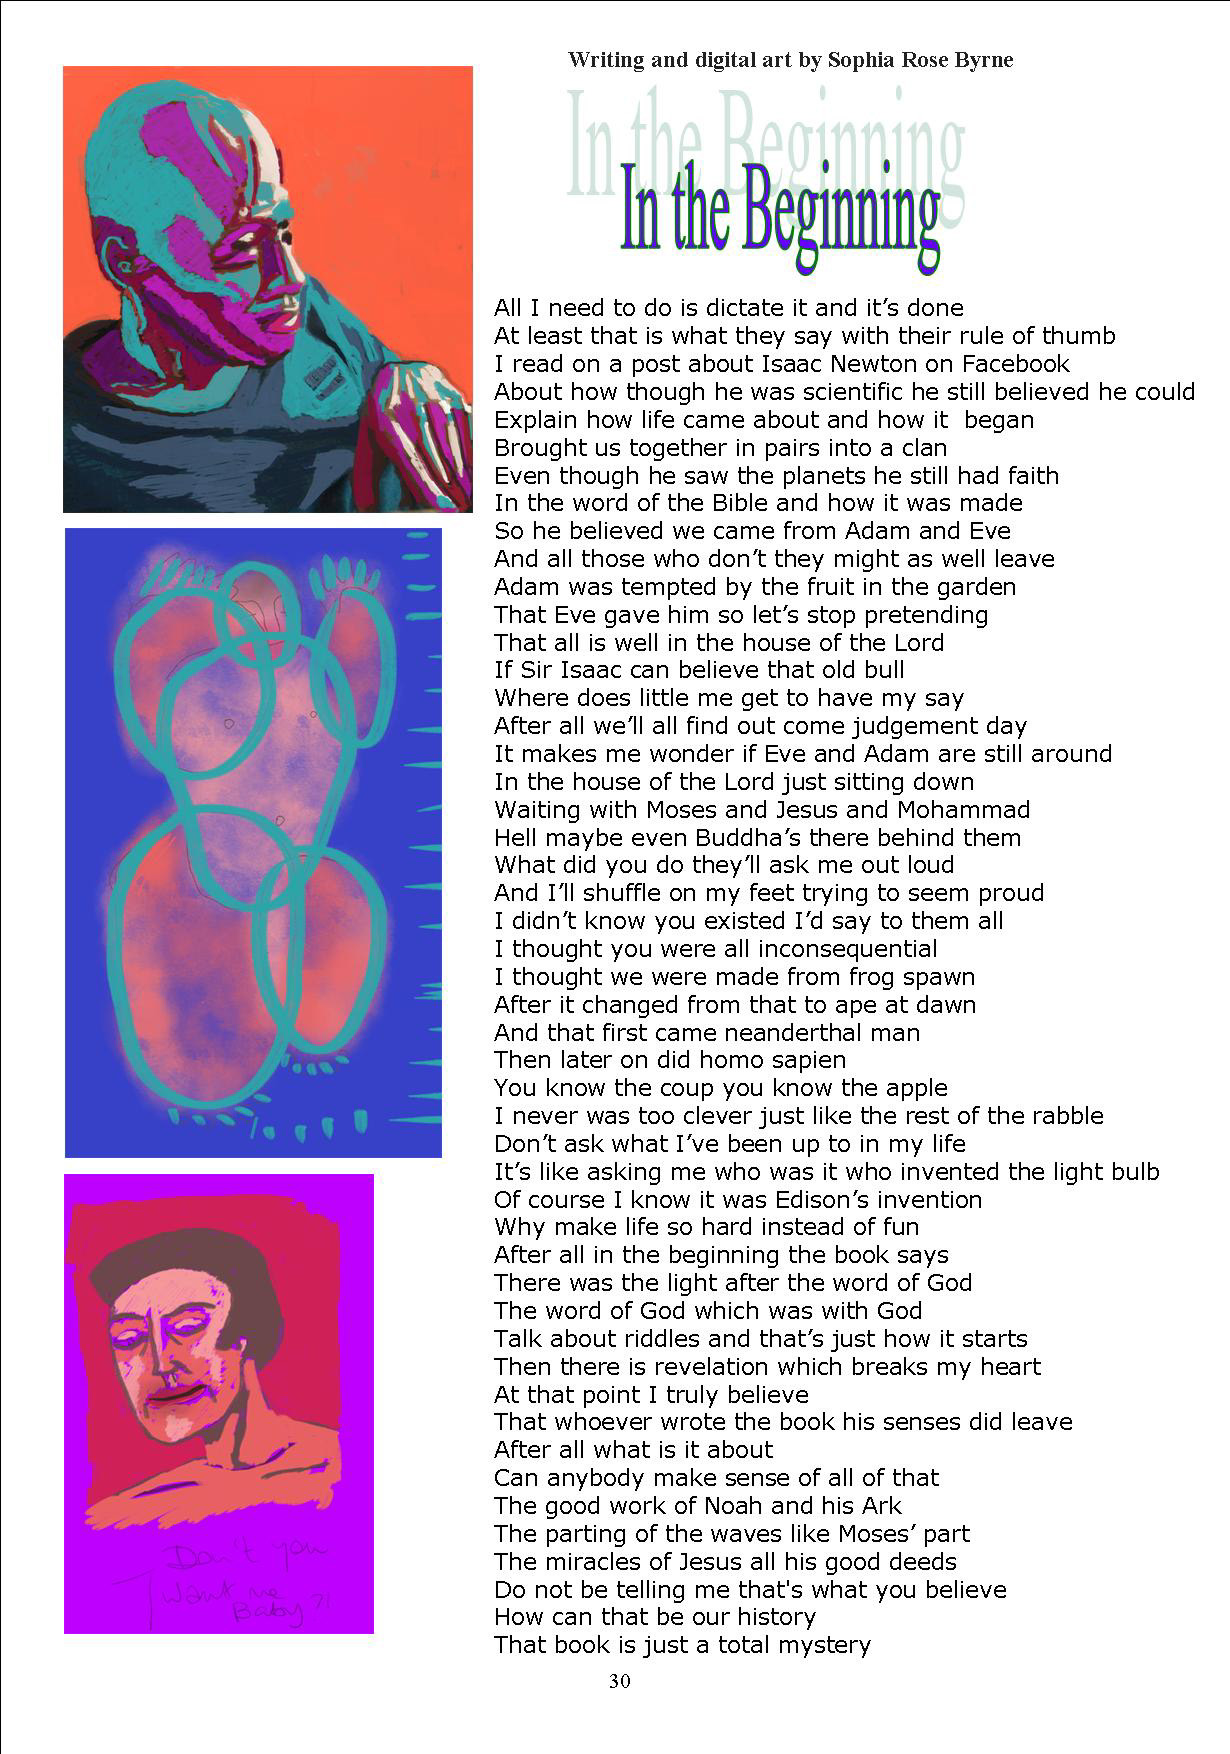 Writing and digital art by Sophia Rose Byrne
In the Beginning
In the Beginning
All I need to do is dictate it and it’s done
At least that is what they say with their rule of thumb
I read on a post about Isaac Newton on Facebook
About how though he was scientific he still believed he could
Explain how life came about and how it  began
Brought us together in pairs into a clan
Even though he saw the planets he still had faith
In the word of the Bible and how it was made
So he believed we came from Adam and Eve
And all those who don’t they might as well leave
Adam was tempted by the fruit in the garden
That Eve gave him so let’s stop pretending
That all is well in the house of the Lord
If Sir Isaac can believe that old bull
Where does little me get to have my say
After all we’ll all find out come judgement day
It makes me wonder if Eve and Adam are still around
In the house of the Lord just sitting down
Waiting with Moses and Jesus and Mohammad
Hell maybe even Buddha’s there behind them
What did you do they’ll ask me out loud
And I’ll shuffle on my feet trying to seem proud
I didn’t know you existed I’d say to them all
I thought you were all inconsequential
I thought we were made from frog spawn
After it changed from that to ape at dawn
And that first came neanderthal man
Then later on did homo sapien
You know the coup you know the apple
I never was too clever just like the rest of the rabble
Don’t ask what I’ve been up to in my life
It’s like asking me who was it who invented the light bulb
Of course I know it was Edison’s invention
Why make life so hard instead of fun
After all in the beginning the book says
There was the light after the word of God
The word of God which was with God
Talk about riddles and that’s just how it starts
Then there is revelation which breaks my heart
At that point I truly believe
That whoever wrote the book his senses did leave
After all what is it about
Can anybody make sense of all of that
The good work of Noah and his Ark
The parting of the waves like Moses’ part
The miracles of Jesus all his good deeds
Do not be telling me that's what you believe
How can that be our history
That book is just a total mystery
Don't you
want me
Baby ?!
30